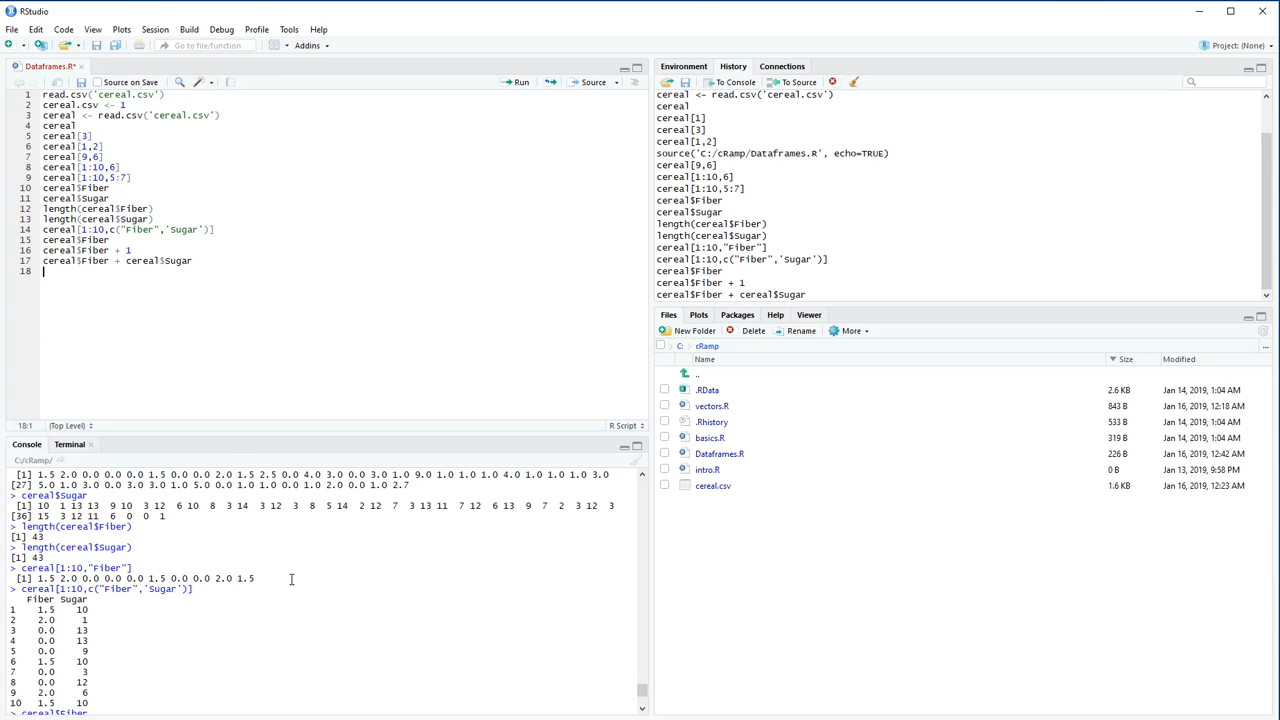 RStudio
File Edit Code View Plots Session Build Debug Profile Tools Help
Go to file/function Addins Project: (None)
Dataframes.R*
Source on Save Run Source
1 read.csv('cereal.csv')
2 cereal.csv <- 1
3 cereal <- read.csv('cereal.csv')
4 cereal
5 cereal[3]
6 cereal[1,2]
7 cereal[9,6]
8 cereal[1:10,6]
9 cereal[1:10,5:7]
10 cereal$Fiber
11 cereal$Sugar
12 length(cereal$Fiber)
13 length(cereal$Sugar)
14 cereal[1:10,c("Fiber",'Sugar')]
15 cereal$Fiber
16 cereal$Fiber + 1
17 cereal$Fiber + cereal$Sugar
18
18:1 (Top Level) R Script
Console Terminal
C:/cRamp/
[1] 1.5 2.0 0.0 0.0 0.0 1.5 0.0 0.0 2.0 1.5 2.5 0.0 4.0 3.0 0.0 3.0 1.0 9.0 1.0 0.0 1.0 4.0 1.0 1.0 1.0 3.0
[27] 5.0 1.0 3.0 0.0 3.0 3.0 1.0 5.0 0.0 1.0 1.0 0.0 1.0 2.0 0.0 1.0 2.7
> cereal$Sugar
[1] 10 1 13 13 9 10 3 12 6 10 8 3 14 3 12 3 8 5 14 2 12 7 3 13 11 7 12 6 13 9 7 2 3 12 3
[36] 15 3 12 11 6 0 0 1
> length(cereal$Fiber)
[1] 43
> length(cereal$Sugar)
[1] 43
> cereal[1:10,"Fiber"]
[1] 1.5 2.0 0.0 0.0 0.0 1.5 0.0 0.0 2.0 1.5
> cereal[1:10,c("Fiber",'Sugar')]
Fiber Sugar
1 1.5 10
2 2.0 1
3 0.0 13
4 0.0 13
5 0.0 9
6 1.5 10
7 0.0 3
8 0.0 12
9 2.0 6
10 1.5 10
> cereal$Fiber
Environment History Connections
To Console To Source
cereal <- read.csv('cereal.csv')
cereal
cereal[1]
cereal[3]
cereal[1,2]
source('C:/cRamp/Dataframes.R', echo=TRUE)
cereal[9,6]
cereal[1:10,6]
cereal[1:10,5:7]
cereal$Fiber
cereal$Sugar
length(cereal$Fiber)
length(cereal$Sugar)
cereal[1:10,"Fiber"]
cereal[1:10,c("Fiber",'Sugar')]
cereal$Fiber
cereal$Fiber + 1
cereal$Fiber + cereal$Sugar
Files Plots Packages Help Viewer
New Folder Delete Rename More
C: cRamp ...
Name Size Modified
..
.RData 2.6 KB Jan 14, 2019, 1:04 AM
vectors.R 843 B Jan 16, 2019, 12:18 AM
.Rhistory 533 B Jan 14, 2019, 1:04 AM
basics.R 319 B Jan 14, 2019, 1:04 AM
Dataframes.R 226 B Jan 16, 2019, 12:42 AM
intro.R 0 B Jan 13, 2019, 9:58 PM
cereal.csv 1.6 KB Jan 16, 2019, 12:23 AM